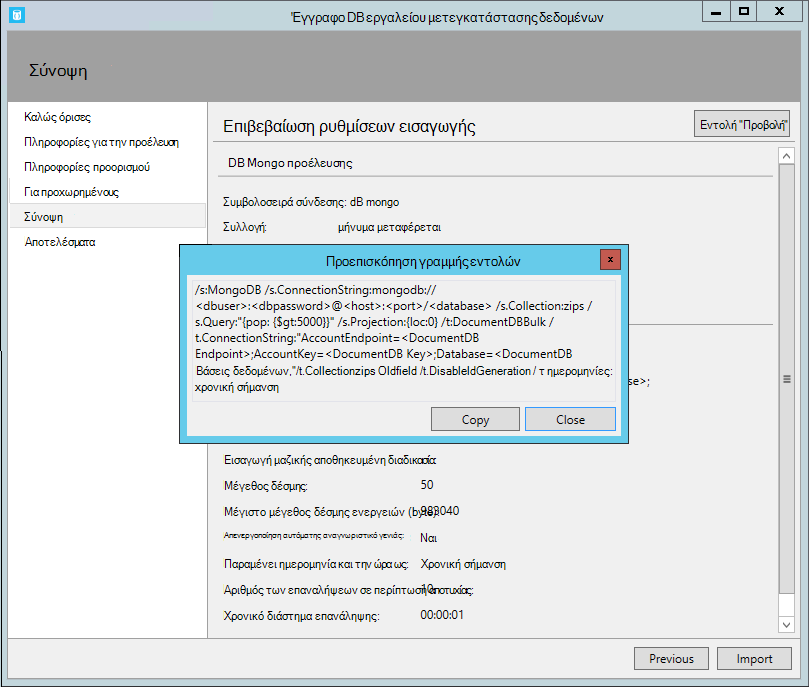 Έγγραφο DB εργαλείου μετεγκατάστασης δεδομένων
Σύνοψη
Καλώς όρισες
Πληροφορίες για την προέλευση
Πληροφορίες προορισμού
Για προχωρημένους
Σύνοψη
Αποτελέσματα
Επιβεβαίωση ρυθμίσεων εισαγωγής
Εντολή "Προβολή"
DB Mongo προέλευσης
Συμβολοσειρά σύνδεσης: dB mongo
Συλλογή: μήνυμα μεταφέρεται
Προεπισκόπηση γραμμής εντολών
/s:MongoDB /s.ConnectionString:mongodb://
<dbuser>:<dbpassword>@<host>:<port>/<database> /s.Collection:zips /
s.Query:"{pop: {$gt:5000}}" /s.Projection:{loc:0} /t:DocumentDBBulk /
t.ConnectionString:"AccountEndpoint=<DocumentDB
Endpoint>;AccountKey=<DocumentDB Key>;Database=<DocumentDB
Βάσεις δεδομένων,"/t.Collectionzips Oldfield /t.DisableIdGeneration / τ ημερομηνίες:
χρονική σήμανση
se>;
Copy
Close
Εισαγωγή μαζικής αποθηκευμένη διαδικασία:
Μέγεθος δέσμης: 50
Μέγιστο μέγεθος δέσμης ενεργειών (byte): 983040
Απενεργοποίηση αυτόματης αναγνωριστικό γενιάς: Ναι
Παραμένει ημερομηνία και την ώρα ως: Χρονική σήμανση
Αριθμός των επαναλήψεων σε περίπτωση αποτυχίας: 10
Χρονικό διάστημα επανάληψης: 00:00:01
Previous
Import